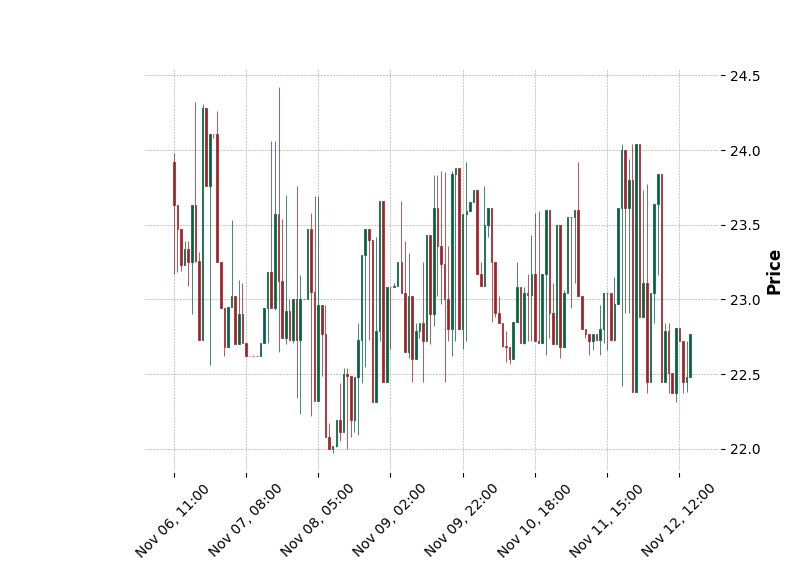 24.5
24.0
23.5
23.0
22.5
22.0
Price
Nov 06, 11:00
Nov 07, 08:00
Nov 08, 05:00
Nov 09, 02:00
Nov 09, 22:00
Nov 10, 18:00
Nov 11, 15:00
Nov 12, 12:00